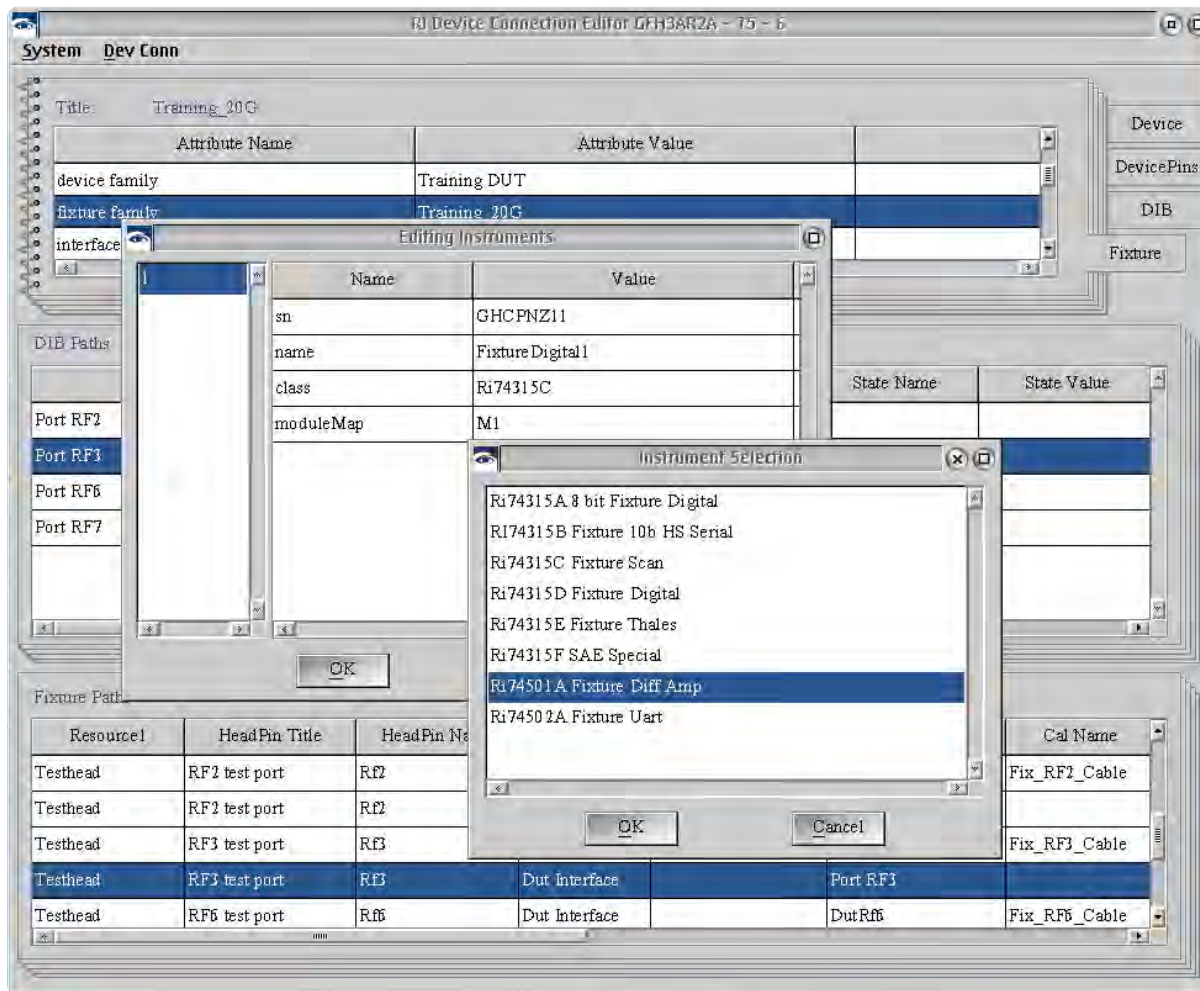 RI Device Connection Editor GFH3AR2A - 75 - 6
System Dev Conn
Title: Training_20G
Attribute Name Attribute Value
device family Training DUT
fixture family Training_20G
interface
Device
DevicePins
DIB
Fixture
Editing Instruments
1
Name Value
sn GHCPNZ11
name FixtureDigital1
class Ri74315C
moduleMap M1
OK
DIB Paths
State Name State Value
Port RF2
Port RF3
Port RF6
Port RF7
Instrument Selection
Ri74315A 8 bit Fixture Digital
RI74315B Fixture 10b HS Serial
Ri74315C Fixture Scan
Ri74315D Fixture Digital
Ri74315E Fixture Thales
Ri74315F SAE Special
Ri74501A Fixture Diff Amp
Ri74502A Fixture Uart
OK Cancel
Fixture Path
Resource1 HeadPin Title HeadPin Na Cal Name
Testhead RF2 test port Rf2 Fix_RF2_Cable
Testhead RF2 test port Rf2
Testhead RF3 test port Rf3 Fix_RF3_Cable
Testhead RF3 test port Rf3 Dut Interface Port RF3
Testhead RF6 test port Rf6 Dut Interface DutRf6 Fix_RF6_Cable